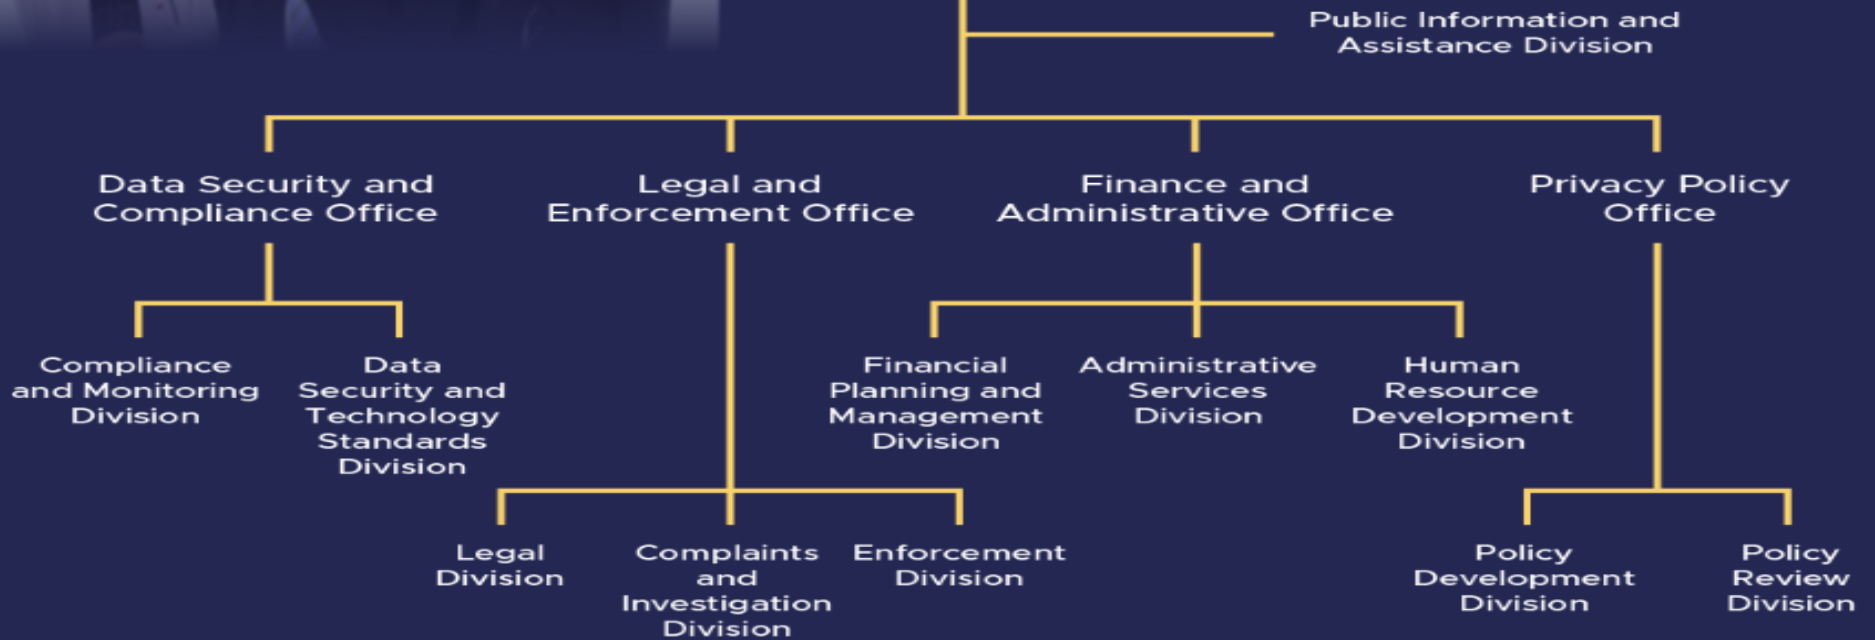 Public Information and
Assistance Division
Data Security and
Compliance Office
Legal and
Enforcement Office
Finance and
Administrative Office
Privacy Policy
Office
Compliance
and Monitoring
Division
Data
Security and
Technology
Standards
Division
Financial
Planning and
Management
Division
Administrative
Services
Division
Human
Resource
Development
Division
Legal
Division
Complaints
and
Investigation
Division
Enforcement
Division
Policy
Development
Division
Policy
Review
Division